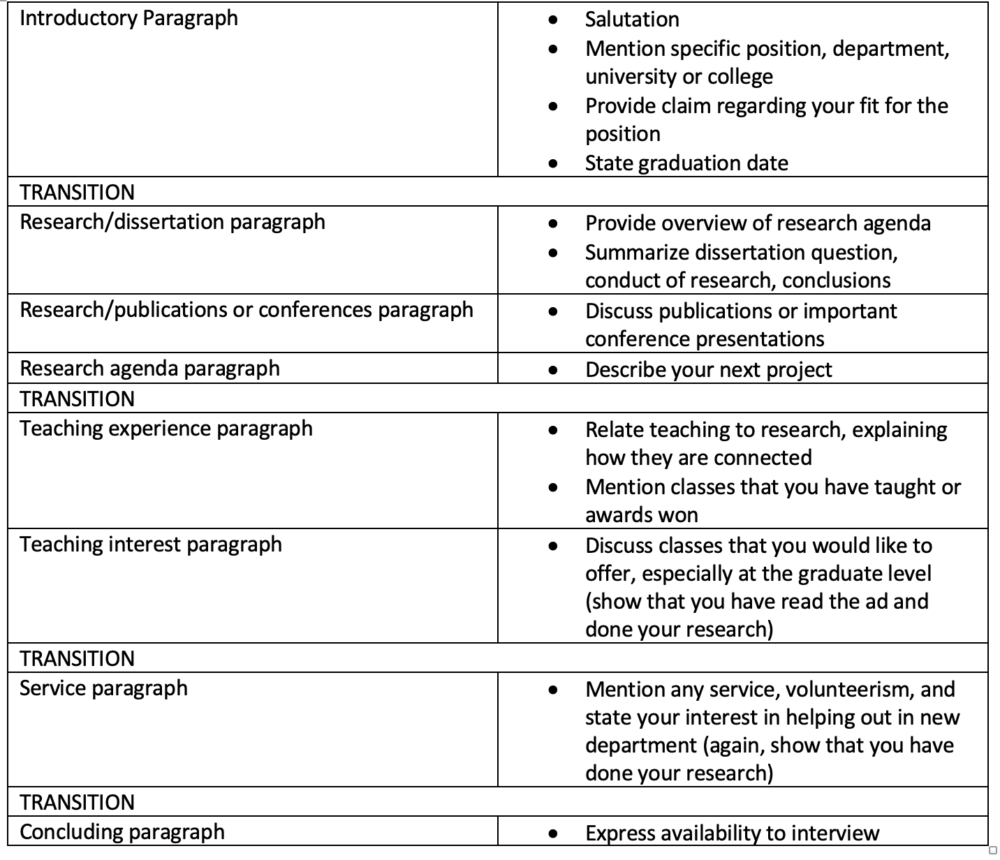 Introductory Paragraph
• Salutation
• Mention specific position, department,
university or college
• Provide claim regarding your fit for the
position
• State graduation date
TRANSITION
Research/dissertation paragraph
• Provide overview of research agenda
• Summarize dissertation question,
conduct of research, conclusions
Research/publications or conferences paragraph
• Discuss publications or important
conference presentations
Research agenda paragraph
• Describe your next project
TRANSITION
Teaching experience paragraph
• Relate teaching to research, explaining
how they are connected
• Mention classes that you have taught or
awards won
Teaching interest paragraph
• Discuss classes that you would like to
offer, especially at the graduate level
(show that you have read the ad and
done your research)
TRANSITION
Service paragraph
• Mention any service, volunteerism, and
state your interest in helping out in new
department (again, show that you have
done your research)
TRANSITION
Concluding paragraph
• Express availability to interview